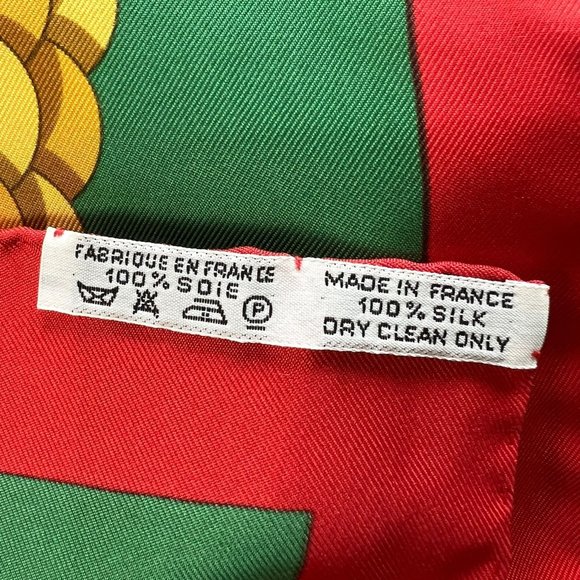 FABRIQUE EN FRANCE
100% SOIE
P
MADE IN FRANCE
100% SILK
DRY CLEAN ONLY